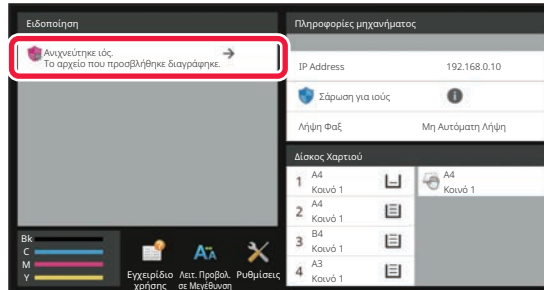 Ειδοποίηση
Ανιχνεύτηκε ιός.
Το αρχείο που προσβλήθηκε διαγράφηκε.
Πληροφορίες μηχανήματος
IP Address 192.168.0.10
Σάρωση για ιούς
Λήψη Φαξ Μη Αυτόματη Λήψη
Δίσκος Χαρτιού
1 A4
Κοινό 1
A4
Κοινό 1
2 A4
Κοινό 1
3 B4
Κοινό 1
4 A3
Κοινό 1
Bk
C
M
Y
Εγχειρίδιο χρήσης
Λειτ. Προβολ. σε Μεγέθυνση
Ρυθμίσεις